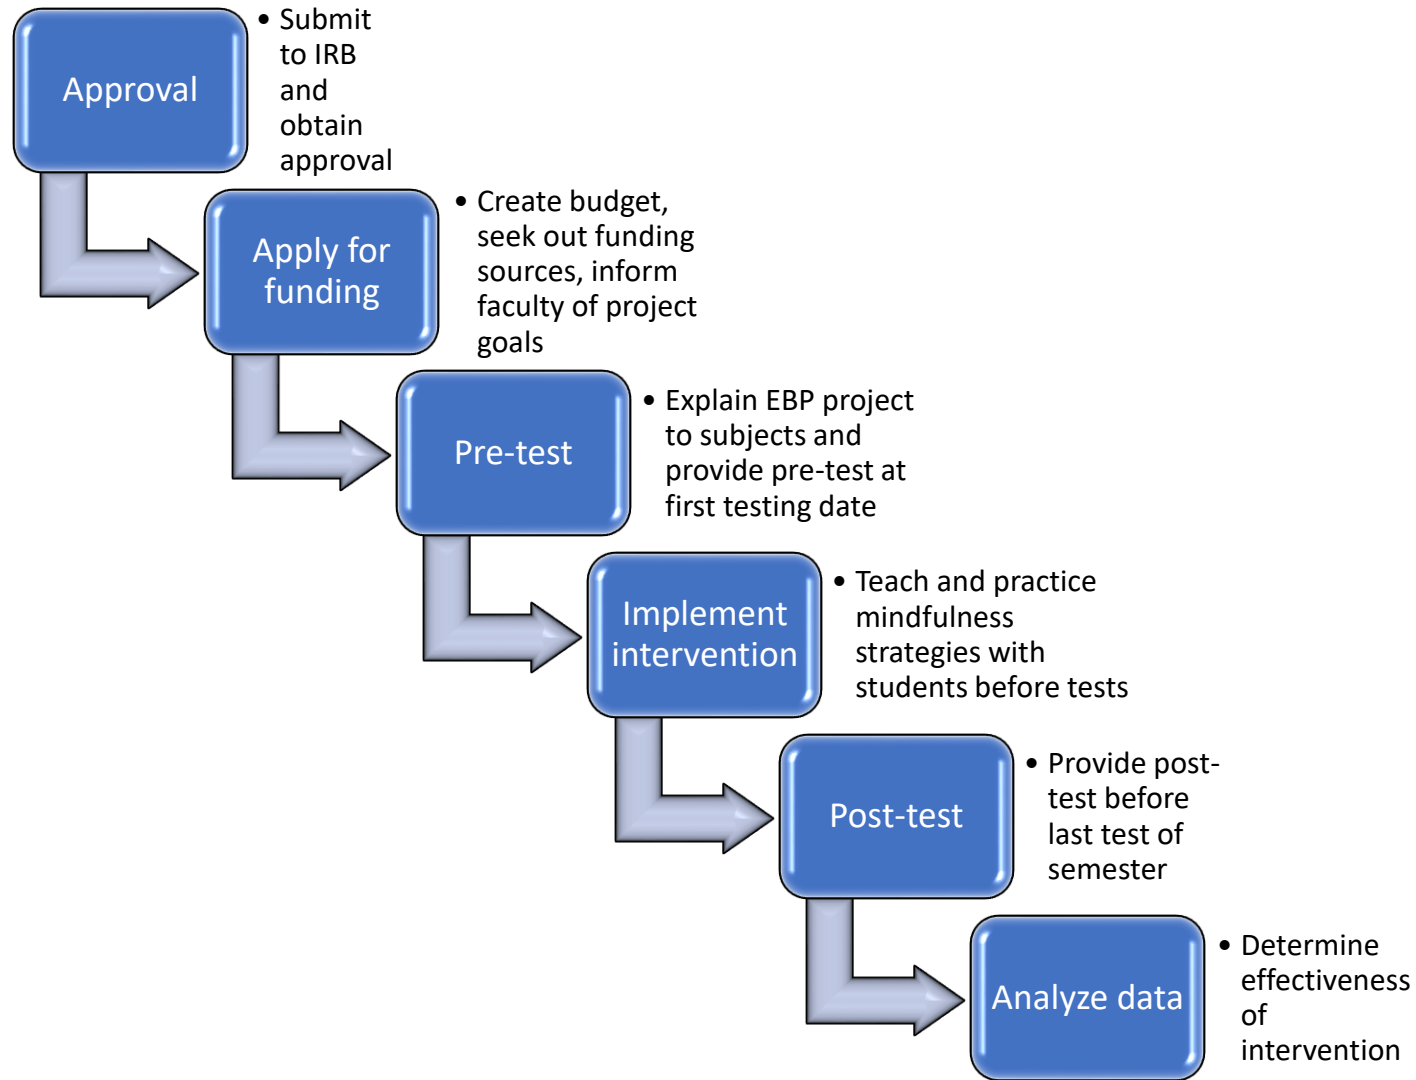 Approval
• Submit
to IRB
and
obtain
approval
Apply for
funding
• Create budget,
seek out funding
sources, inform
faculty of project
goals
Pre-test
• Explain EBP project
to subjects and
provide pre-test at
first testing date
Implement
intervention
• Teach and practice
mindfulness
strategies with
students before tests
Post-test
• Provide post-
test before
last test of
semester
Analyze data
• Determine
effectiveness
of
intervention